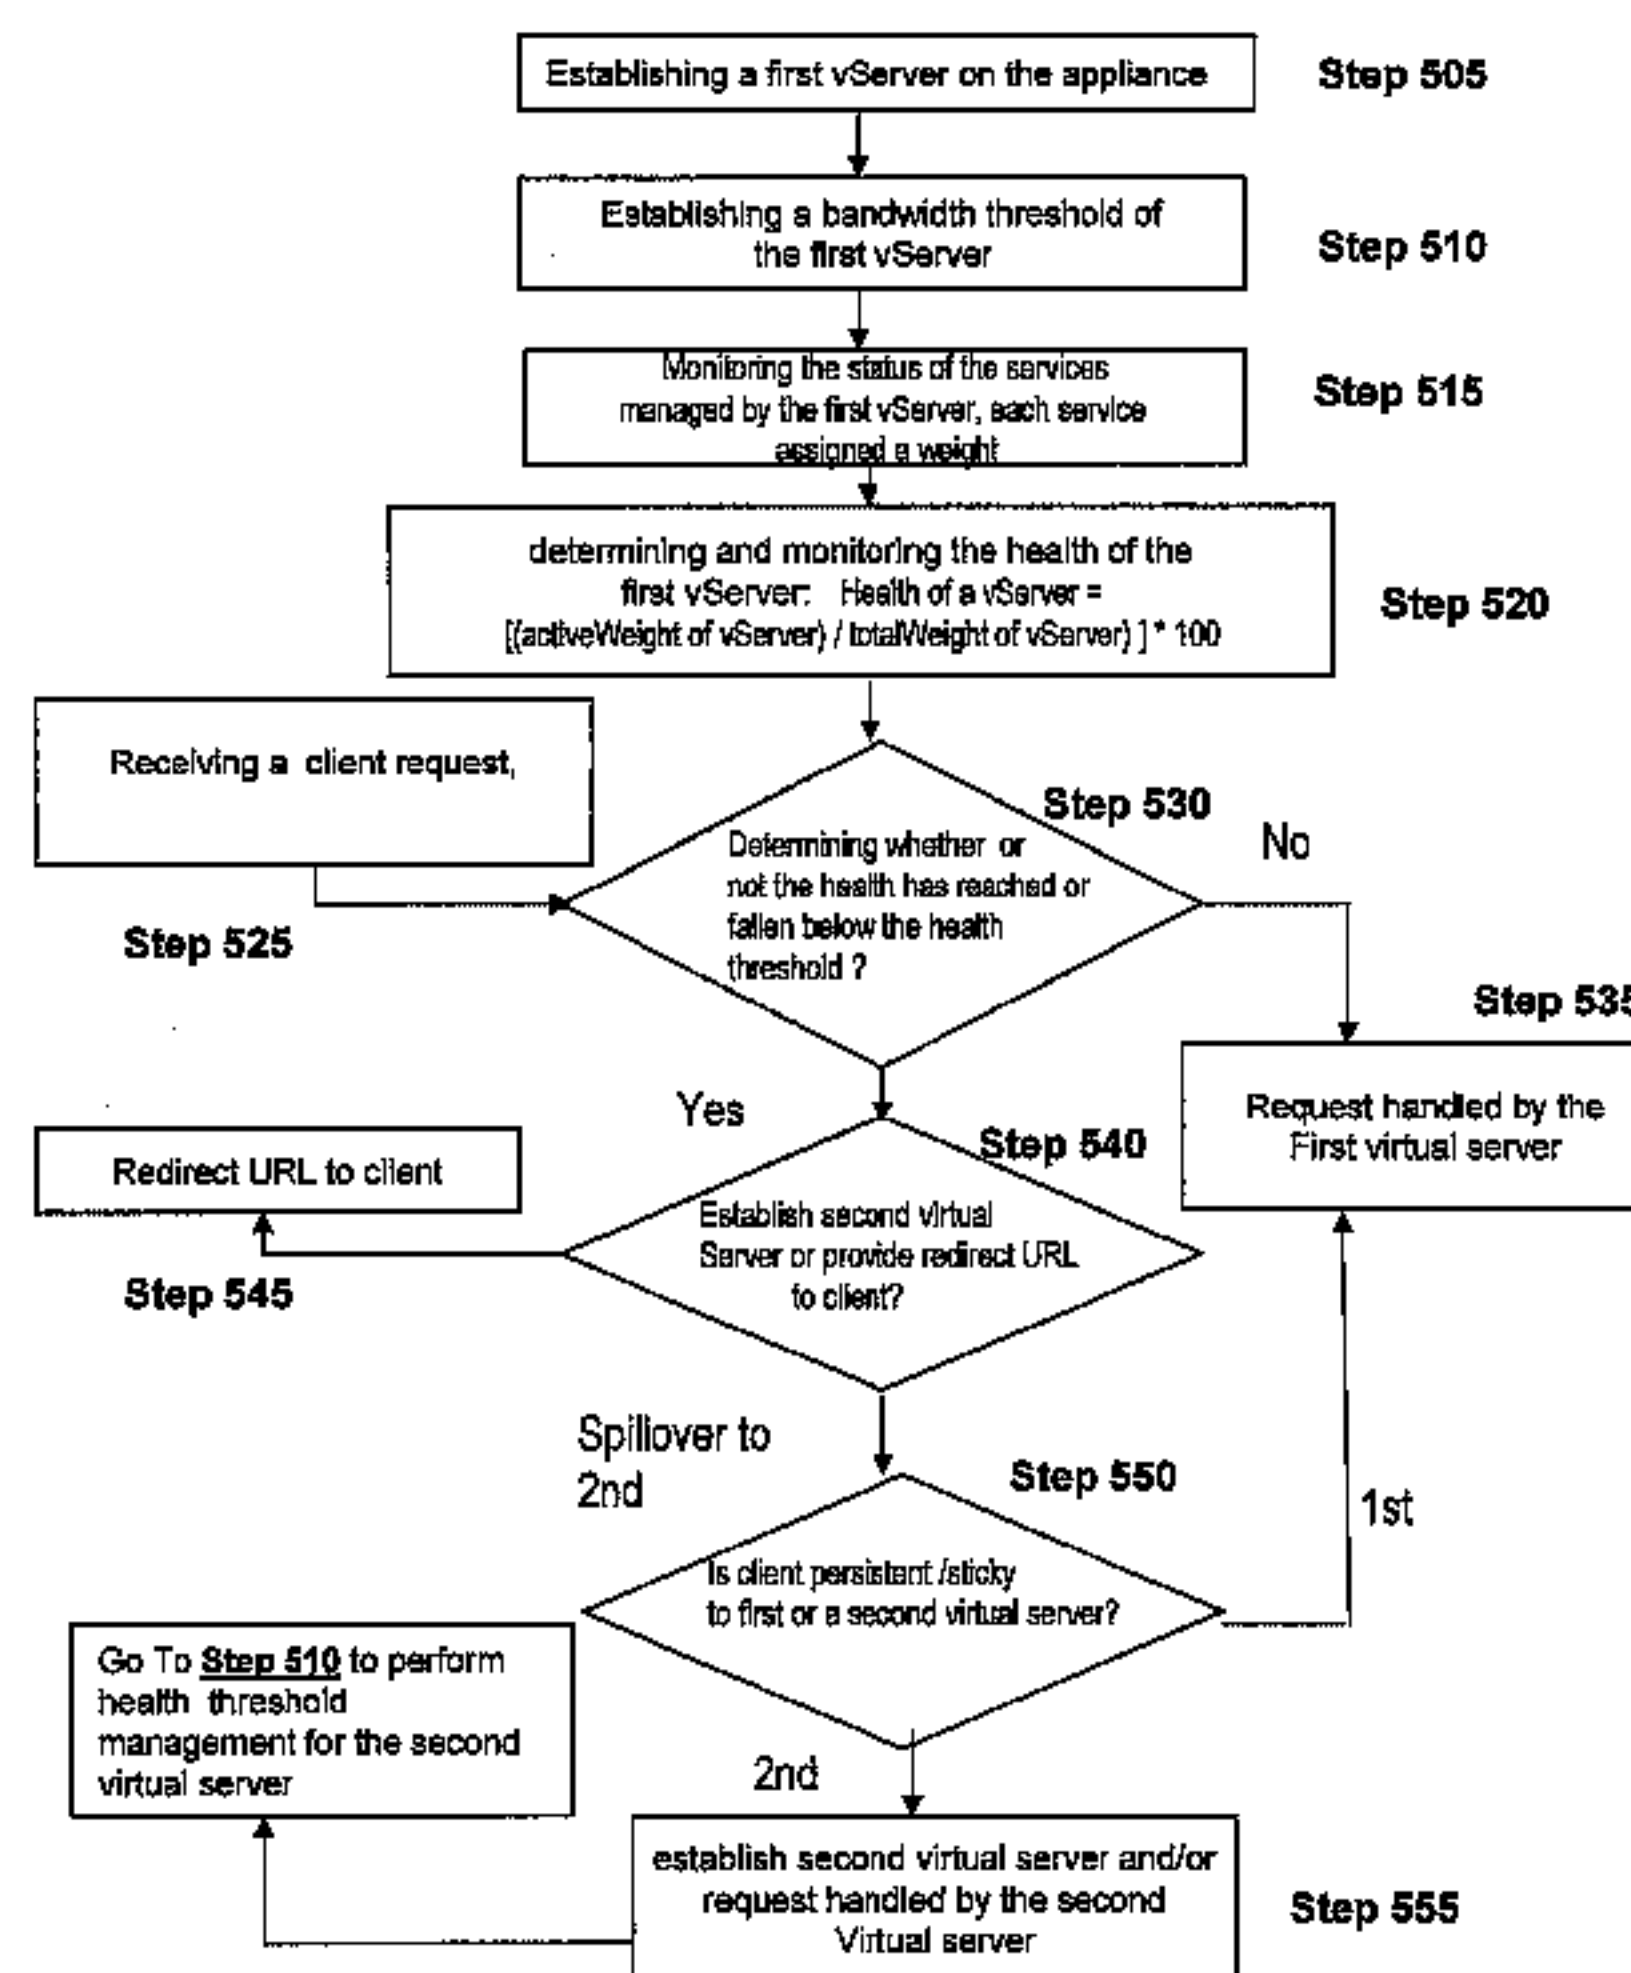 Establishing a first vServer on the appliance
Step 505
Establishing a bandwidth threshold of
the first vServer
Step 510
Monitoring the status of the services
managed by the first vServer, each service
assigned a weight
Step 515
determining and monitoring the health of the
first vServer: Health of a vServer =
[(activeWeight of vServer) / totalWeight of vServer) ] * 100
Step 520
Receiving a client request,
Step 525
Step 530
Determining whether or
not the health has reached or
fallen below the health
threshold ?
No
Step 535
Request handled by the
First virtual server
Yes
Step 540
Establish second virtual
Server or provide redirect URL
to client?
Redirect URL to client
Step 545
Spillover to
2nd
Step 550
Is client persistent /sticky
to first or a second virtual server?
1st
Go To Step 510 to perform
health threshold
management for the second
virtual server
2nd
establish second virtual server and/or
request handled by the second
Virtual server
Step 555